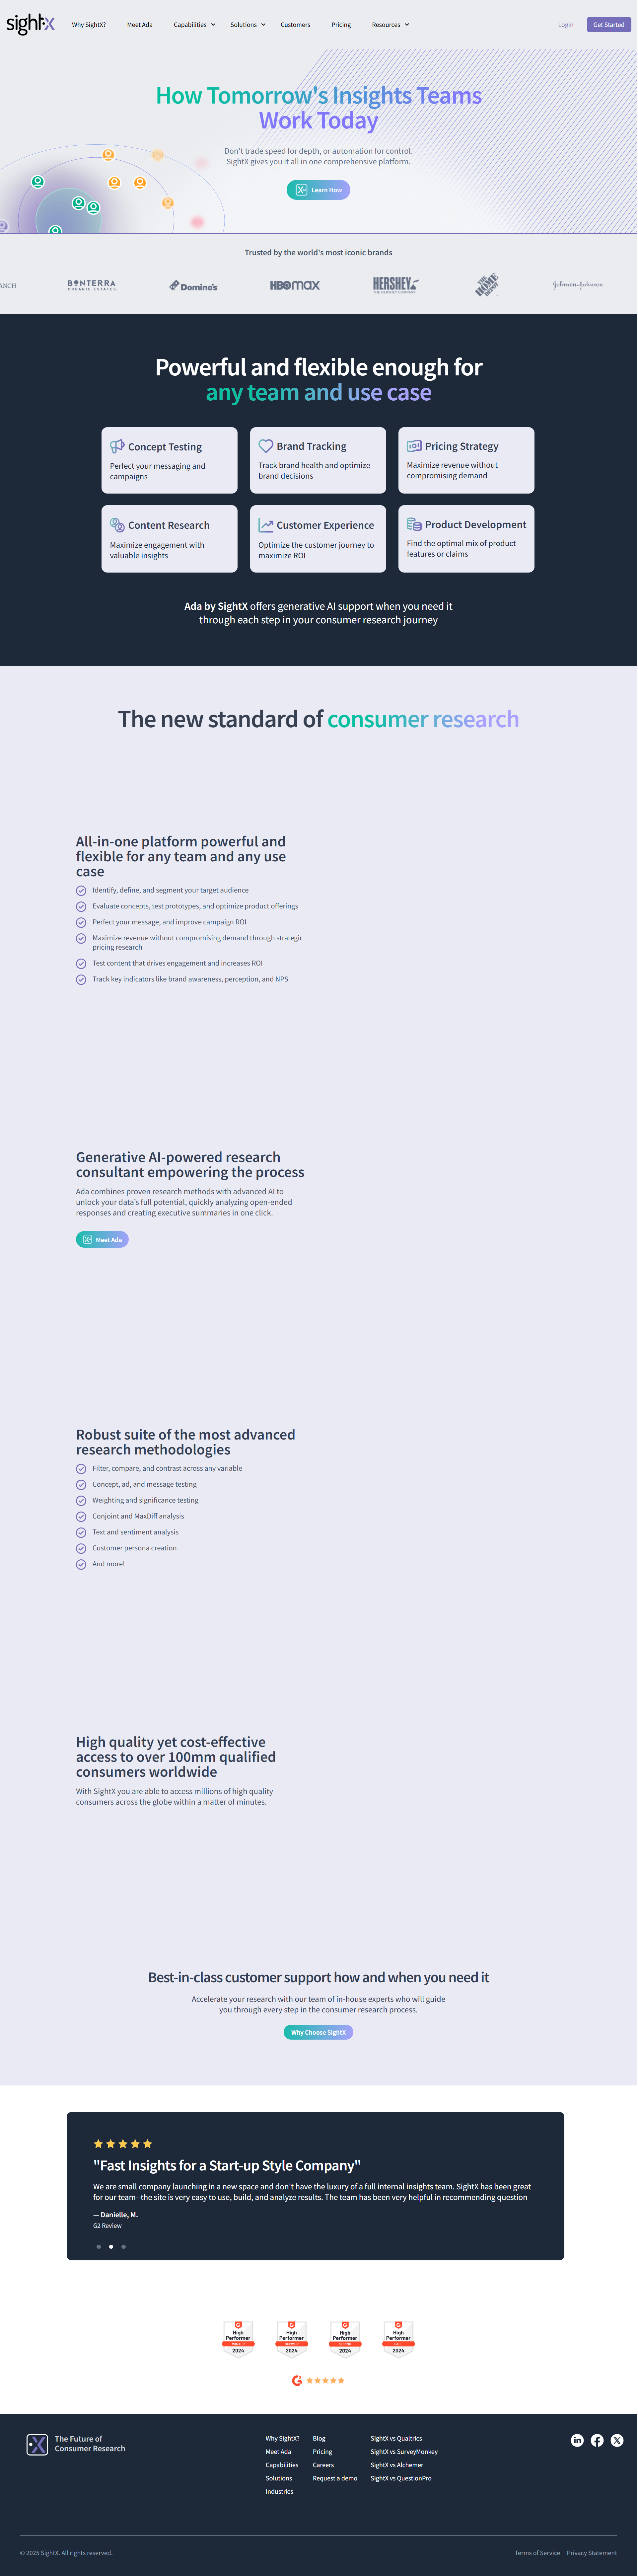 sightX
Why SightX?
Meet Ada
Capabilities
Solutions
Customers
Pricing
Resources
Login
Get Started
How Tomorrow's Insights Teams
Work Today
Don't trade speed for depth, or automation for control.
SightX gives you it all in one comprehensive platform.
Learn How
Trusted by the world's most iconic brands
ANCH
BONTERRA
ORGANIC ESTATES
Domino's
HBOmax
HERSHEY
THE HERSHEY COMPANY
THE HOME DEPOT
Johnson & Johnson
Powerful and flexible enough for
any team and use case
Concept Testing
Perfect your messaging and
campaigns
Brand Tracking
Track brand health and optimize
brand decisions
Pricing Strategy
Maximize revenue without
compromising demand
Content Research
Maximize engagement with
valuable insights
Customer Experience
Optimize the customer journey to
maximize ROI
Product Development
Find the optimal mix of product
features or claims
Ada by SightX offers generative AI support when you need it
through each step in your consumer research journey
The new standard of consumer research
All-in-one platform powerful and
flexible for any team and any use
case
Identify, define, and segment your target audience
Evaluate concepts, test prototypes, and optimize product offerings
Perfect your message, and improve campaign ROI
Maximize revenue without compromising demand through strategic
pricing research
Test content that drives engagement and increases ROI
Track key indicators like brand awareness, perception, and NPS
Generative AI-powered research
consultant empowering the process
Ada combines proven research methods with advanced AI to
unlock your data's full potential, quickly analyzing open-ended
responses and creating executive summaries in one click.
Meet Ada
Robust suite of the most advanced
research methodologies
Filter, compare, and contrast across any variable
Concept, ad, and message testing
Weighting and significance testing
Conjoint and MaxDiff analysis
Text and sentiment analysis
Customer persona creation
And more!
High quality yet cost-effective
access to over 100mm qualified
consumers worldwide
With SightX you are able to access millions of high quality
consumers across the globe within a matter of minutes.
Best-in-class customer support how and when you need it
Accelerate your research with our team of in-house experts who will guide
you through every step in the consumer research process.
Why Choose SightX
"Fast Insights for a Start-up Style Company"
We are small company launching in a new space and don't have the luxury of a full internal insights team. SightX has been great
for our team--the site is very easy to use, build, and analyze results. The team has been very helpful in recommending question
— Danielle, M.
G2 Review
High
Performer
WINTER
2024
High
Performer
SUMMER
2024
High
Performer
SPRING
2024
High
Performer
FALL
2024
The Future of
Consumer Research
Why SightX?
Meet Ada
Capabilities
Solutions
Industries
Blog
Pricing
Careers
Request a demo
SightX vs Qualtrics
SightX vs SurveyMonkey
SightX vs Alchemer
SightX vs QuestionPro
© 2025 SightX. All rights reserved.
Terms of Service
Privacy Statement